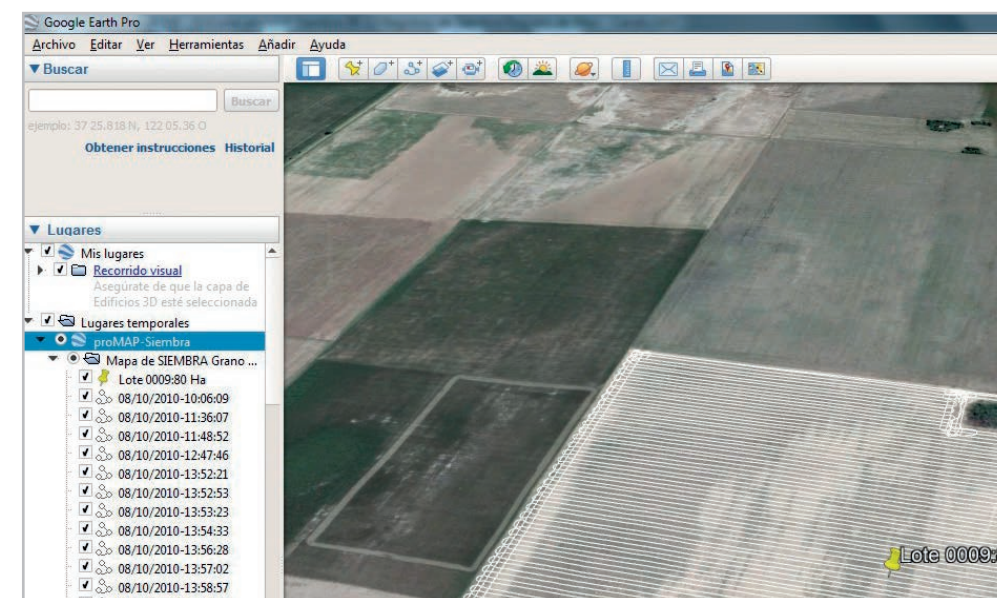 Google Earth Pro
Archivo Editar Ver Herramientas Añadir Ayuda
Buscar
Buscar
ejemplo: 37 25.818 N, 122 05.36 O
Obtener instrucciones Historial
Lugares
Mis lugares
Recorrido visual
Asegúrate de que la capa de
Edificios 3D esté seleccionada
Lugares temporales
proMAP-Siembra
Mapa de SIEMBRA Grano ...
Lote 0009:80 Ha
08/10/2010-10:06:09
08/10/2010-11:36:07
08/10/2010-11:48:52
08/10/2010-12:47:46
08/10/2010-13:52:21
08/10/2010-13:52:53
08/10/2010-13:53:23
08/10/2010-13:54:33
08/10/2010-13:56:28
08/10/2010-13:57:02
08/10/2010-13:58:57
Lote 0009: